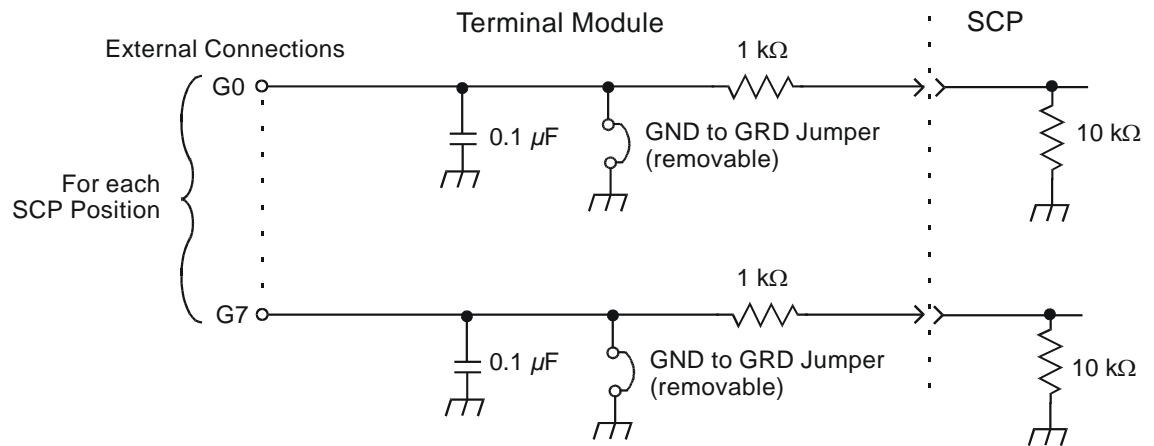 Terminal Module
SCP
External Connections
1 kΩ
G0
0.1 µF
GND to GRD Jumper
(removable)
10 kΩ
For each
SCP Position
1 kΩ
G7
0.1 µF
GND to GRD Jumper
(removable)
10 kΩ